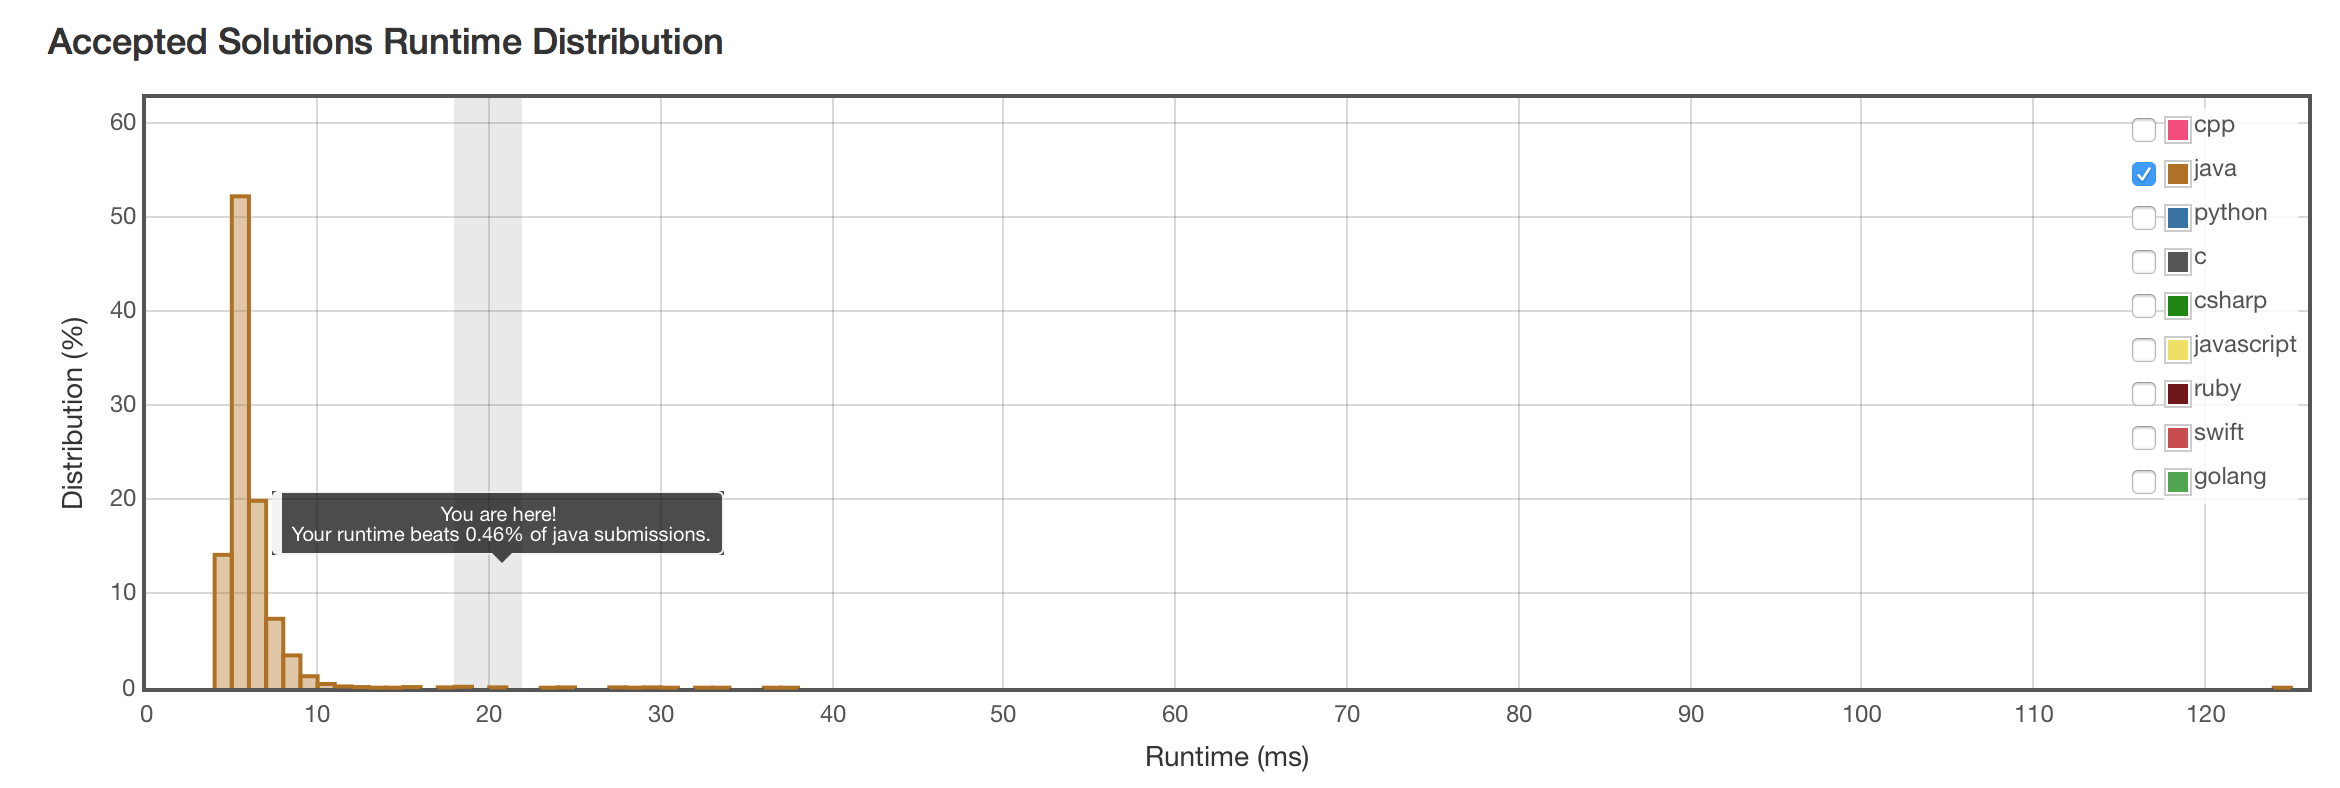 Accepted Solutions Runtime Distribution
Distribution (%)
60
50
40
30
20
10
0
You are here!
Your runtime beats 0.46% of java submissions.
cpp
java
python
c
csharp
javascript
ruby
swift
golang
0 10 20 30 40 50 60 70 80 90 100 110 120
Runtime (ms)